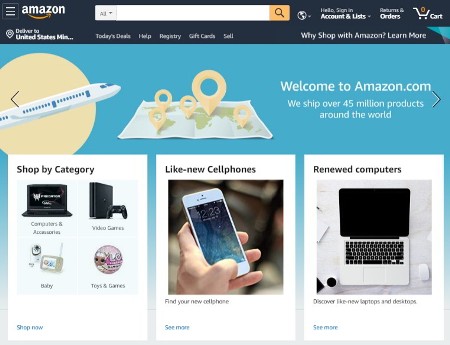 amazon
All
Deliver to
United States Min...
Hello, Sign in
Account & Lists
Returns &
Orders
0
Cart
Today's Deals
Help
Registry
Gift Cards
Sell
Why Shop with Amazon? Learn More
Welcome to Amazon.com
We ship over 45 million products
around the world
Shop by Category
Computers &
Accessories
Video Games
Baby
Toys & Games
Shop now
Like-new Cellphones
Find your new cellphone
See more
Renewed computers
Discover like-new laptops and desktops.
See more